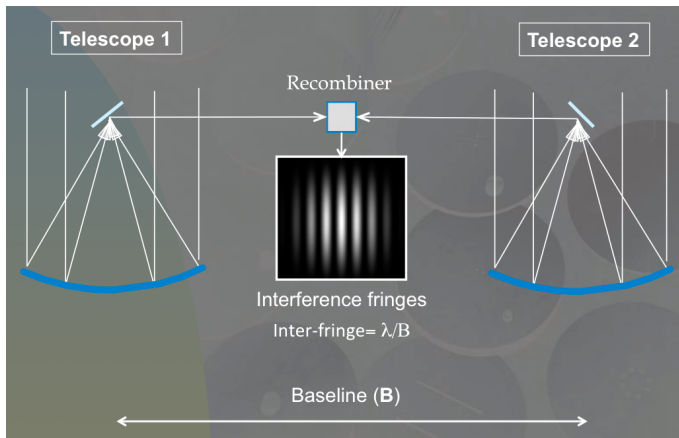 Telescope 1
Telescope 2
Recombiner
Interference fringes
Inter-fringe= λ/B
Baseline (B)